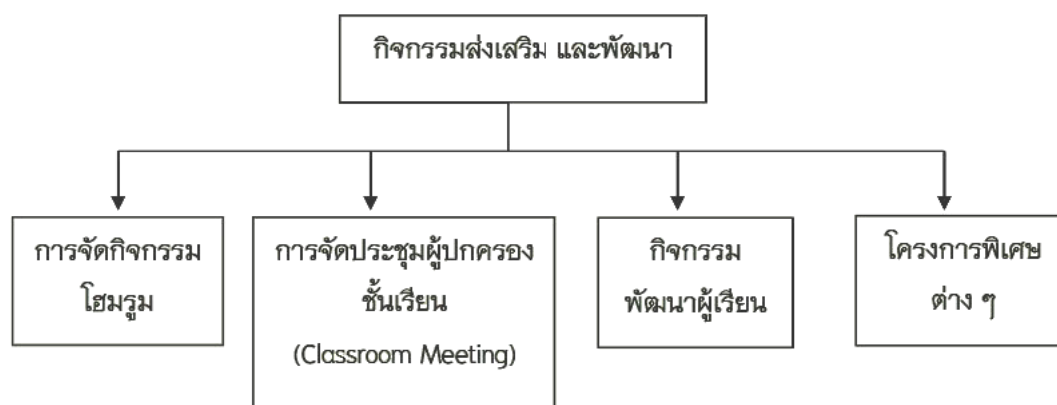 กิจกรรมส่งเสริม และพัฒนา
การจัดกิจกรรม
โฮมรูม
การจัดประชุมผู้ปกครอง
ชั้นเรียน
(Classroom Meeting)
กิจกรรม
พัฒนาผู้เรียน
โครงการพิเศษ
ต่าง ๆ